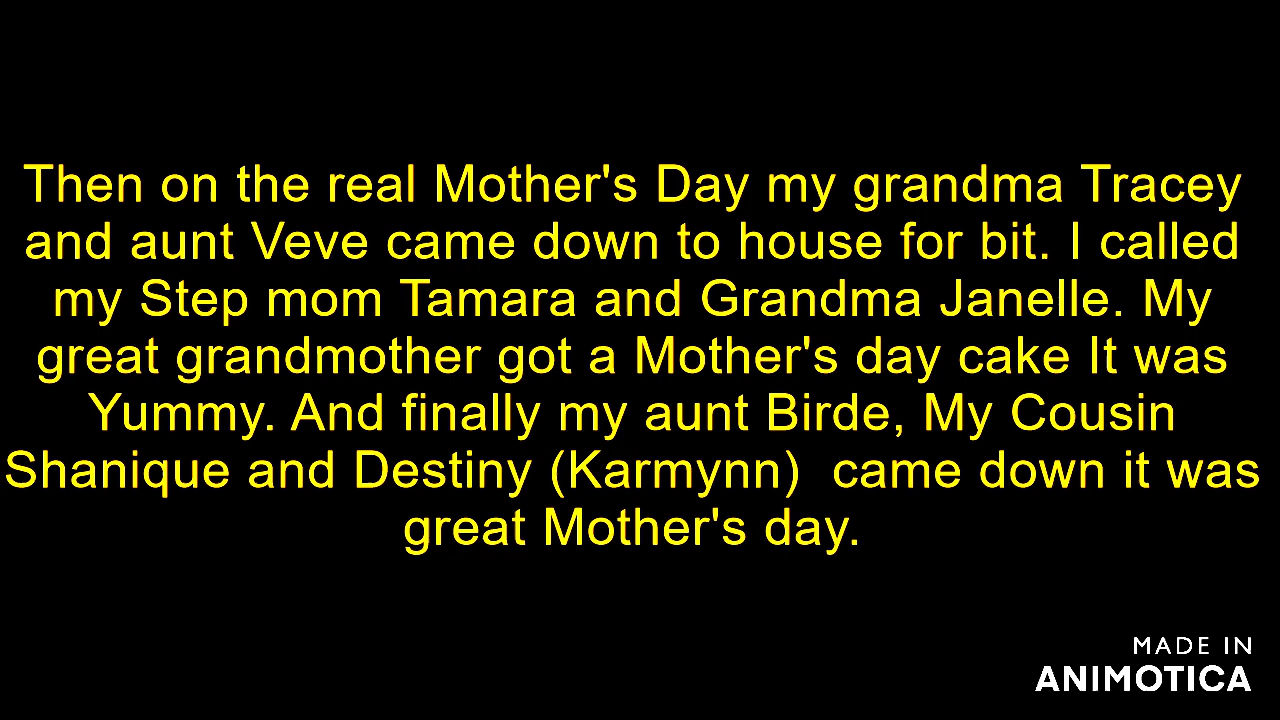 Then on the real Mother's Day my grandma Tracey
and aunt Veve came down to house for bit. I called
my Step mom Tamara and Grandma Janelle. My
great grandmother got a Mother's day cake It was
Yummy. And finally my aunt Birde, My Cousin
Shanique and Destiny (Karmynn)  came down it was
great Mother's day.
MADE IN
ANIMOTICA